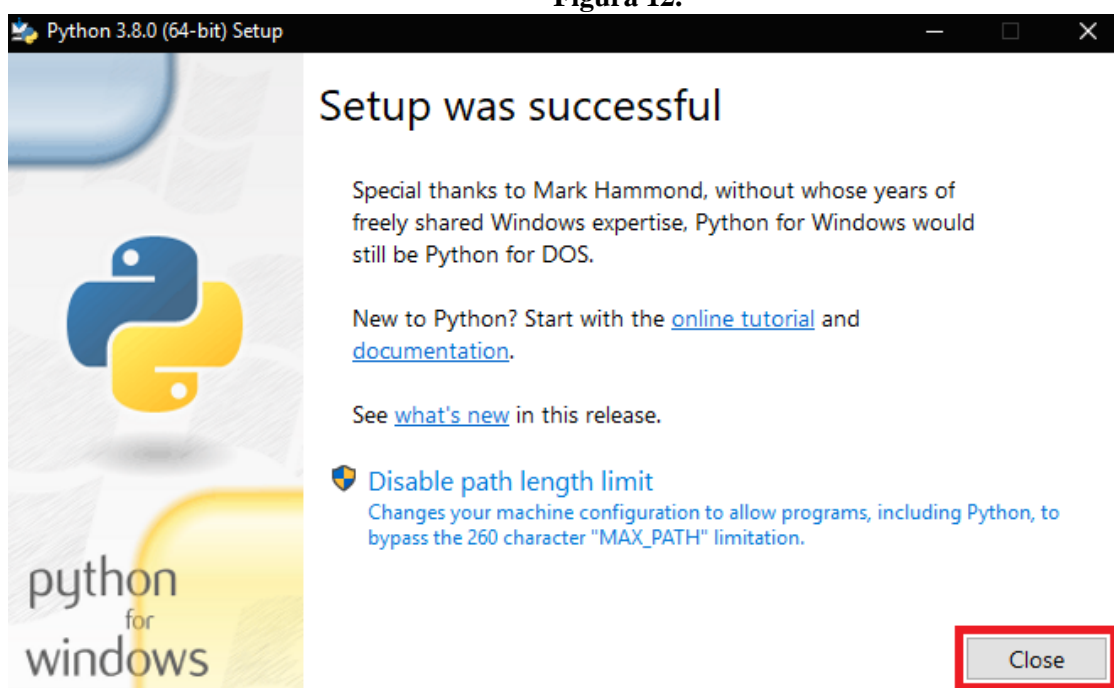 Figura 12.
Python 3.8.0 (64-bit) Setup
Setup was successful
Special thanks to Mark Hammond, without whose years of
freely shared Windows expertise, Python for Windows would
still be Python for DOS.
New to Python? Start with the online tutorial and
documentation.
See what's new in this release.
Disable path length limit
Changes your machine configuration to allow programs, including Python, to
bypass the 260 character "MAX_PATH" limitation.
python
for
windows
Close